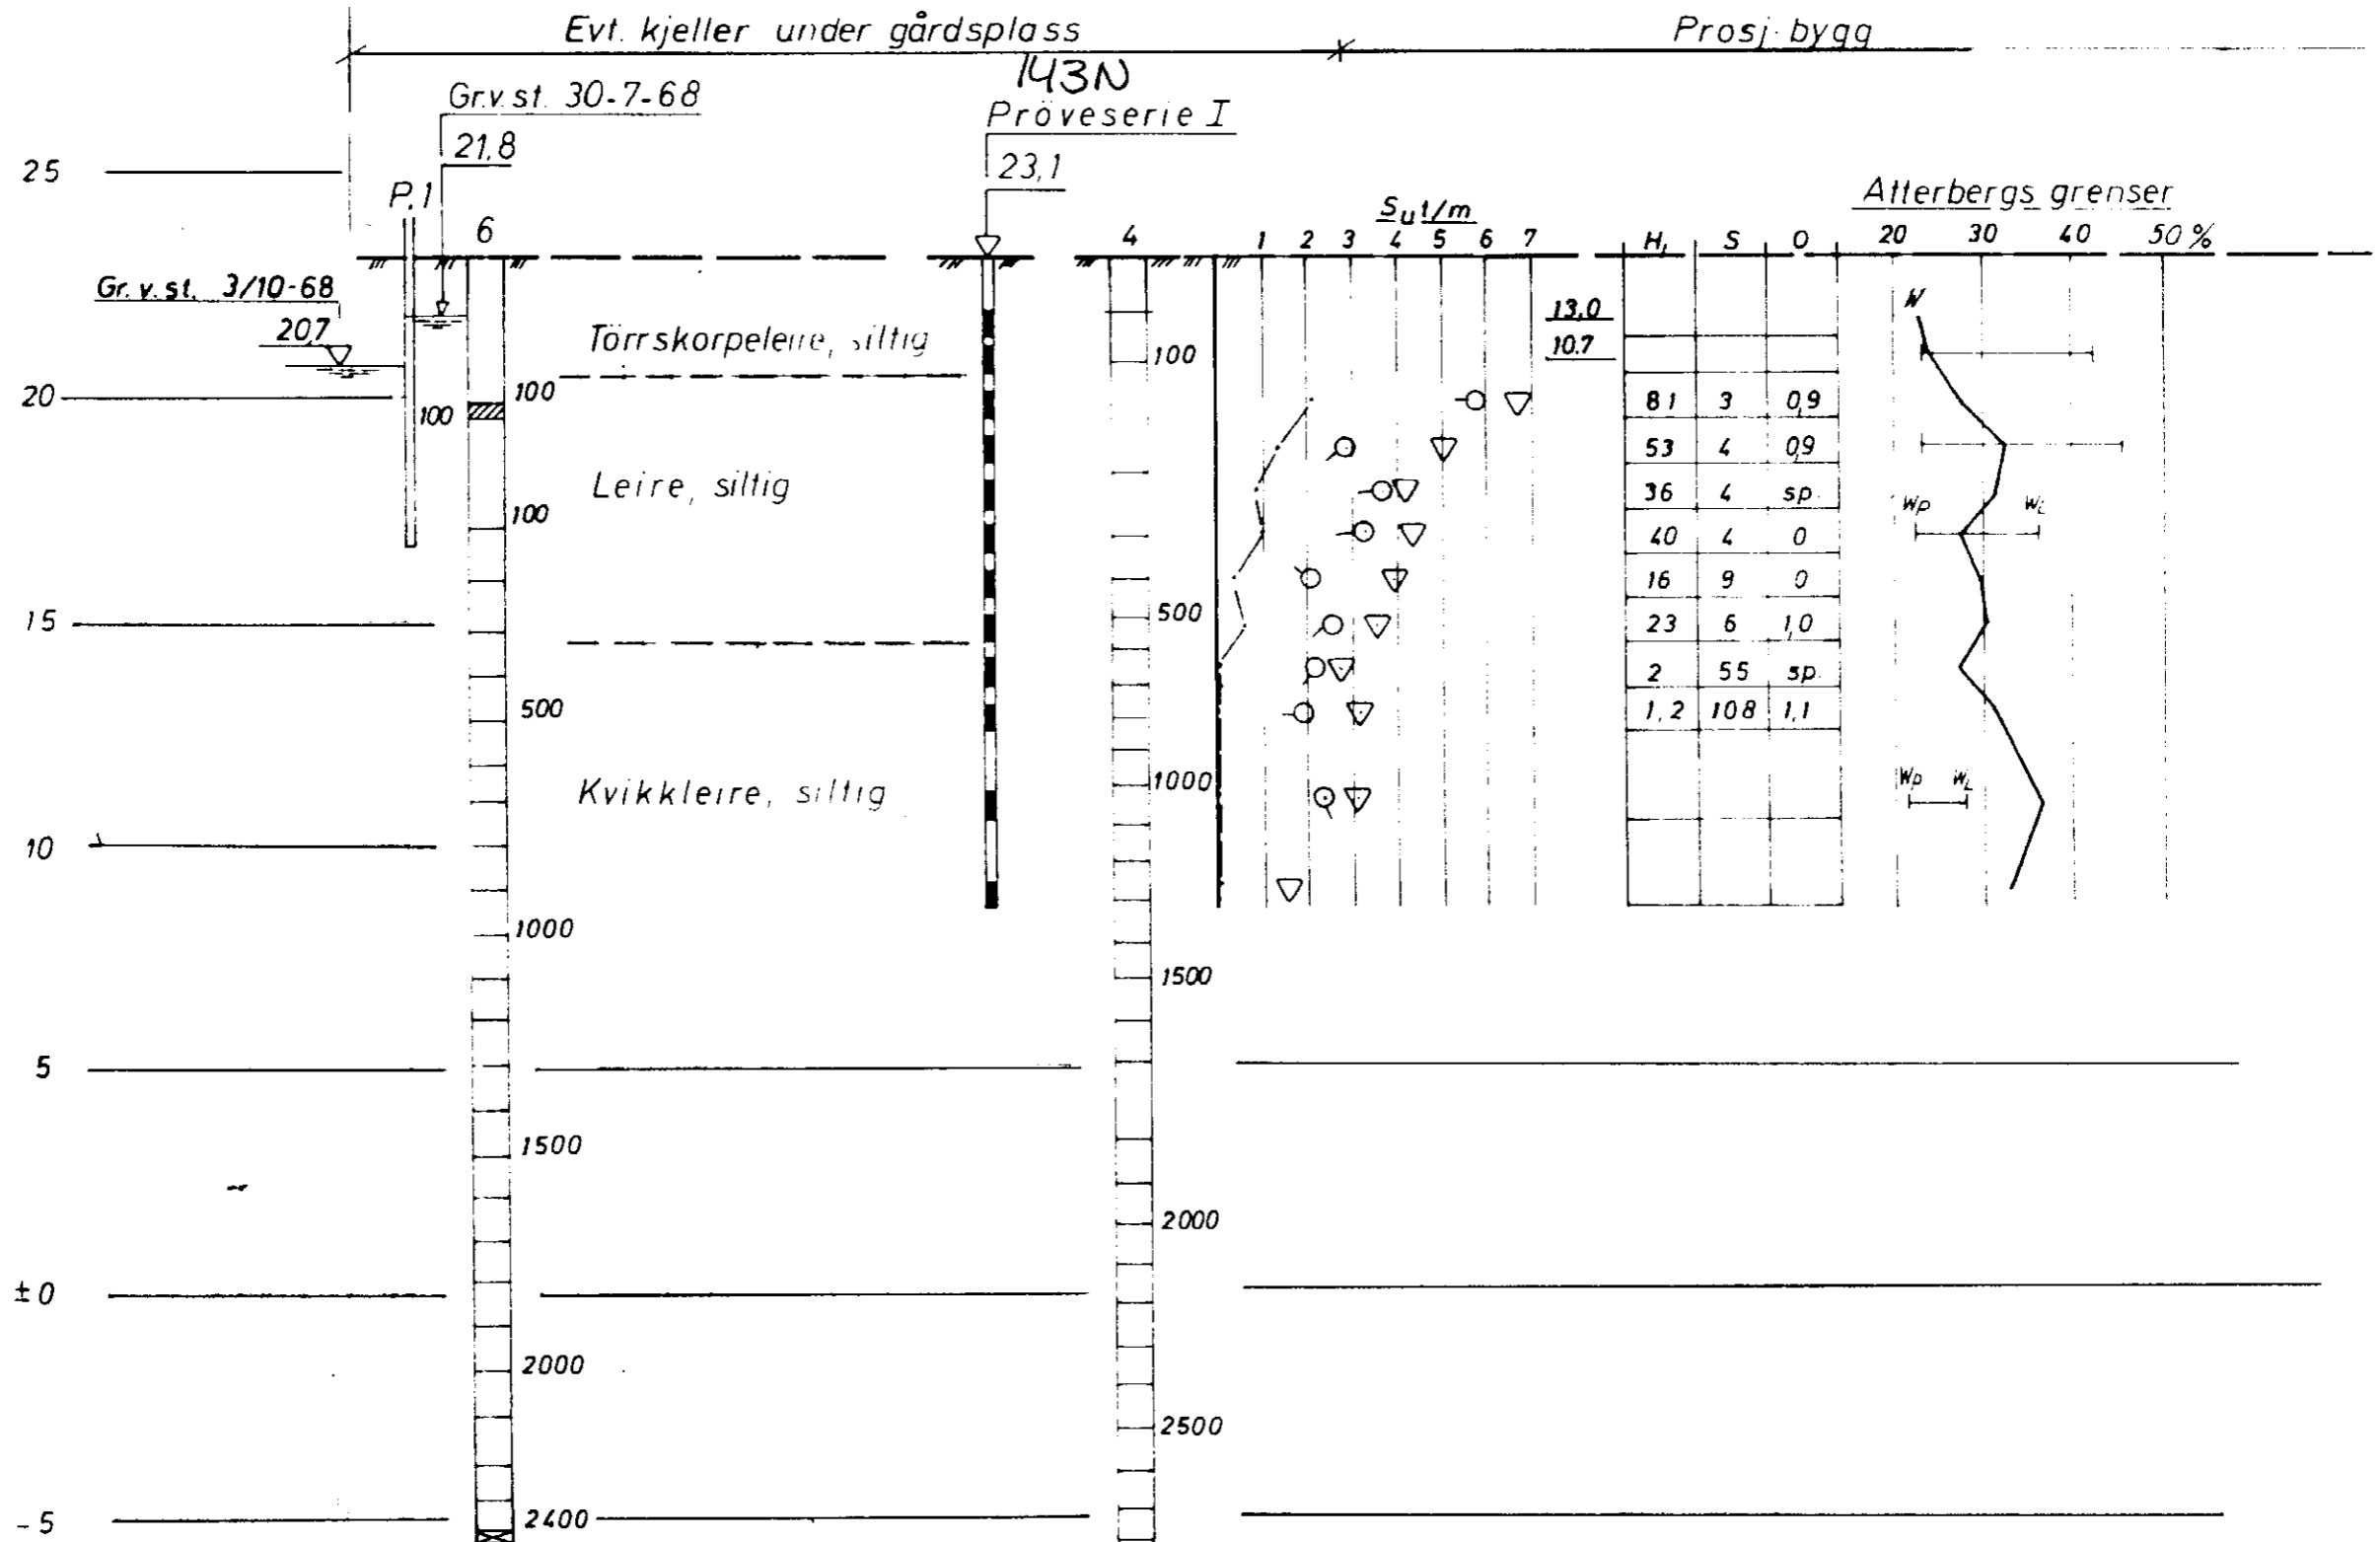 Evt. kjeller under gårdsplass
Prosj. bygg
143N
Gr.v.st. 30-7-68
Pröveserie I
21,8
23,1
25
P.1
6
4
Su t/m
1 2 3 4 5 6 7
H₁ S O
Atterbergs grenser
20 30 40 50 %
Gr. v. st. 3/10-68
20,7
Törrskorpeleire, siltig
100
13,0
10.7
W
20
100
100
81 3 0,9
53 4 0,9
Leire, siltig
36 4 sp.
Wp WL
100
40 4 0
16 9 0
15
500
23 6 1,0
2 55 sp.
500
1,2 108 1,1
Kvikkleire, siltig
1000
Wp WL
10
1000
1500
5
1500
2000
± 0
2000
2500
- 5
2400